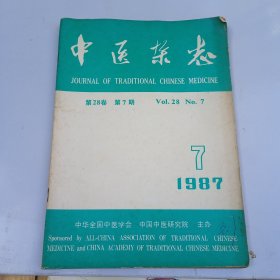 中医杂志
JOURNAL OF TRADITIONAL CHINESE MEDICINE
第28卷 第7期 Vol. 28 No. 7
7
1987
中华全国中医学会 中国中医研究院 主办
Sponsored by ALL-CHINA ASSOCIATION OF TRADITIONAL CHINESE
MEDICINE and CHINA ACADEMY OF TRADITIONAL CHINESE MEDICINE